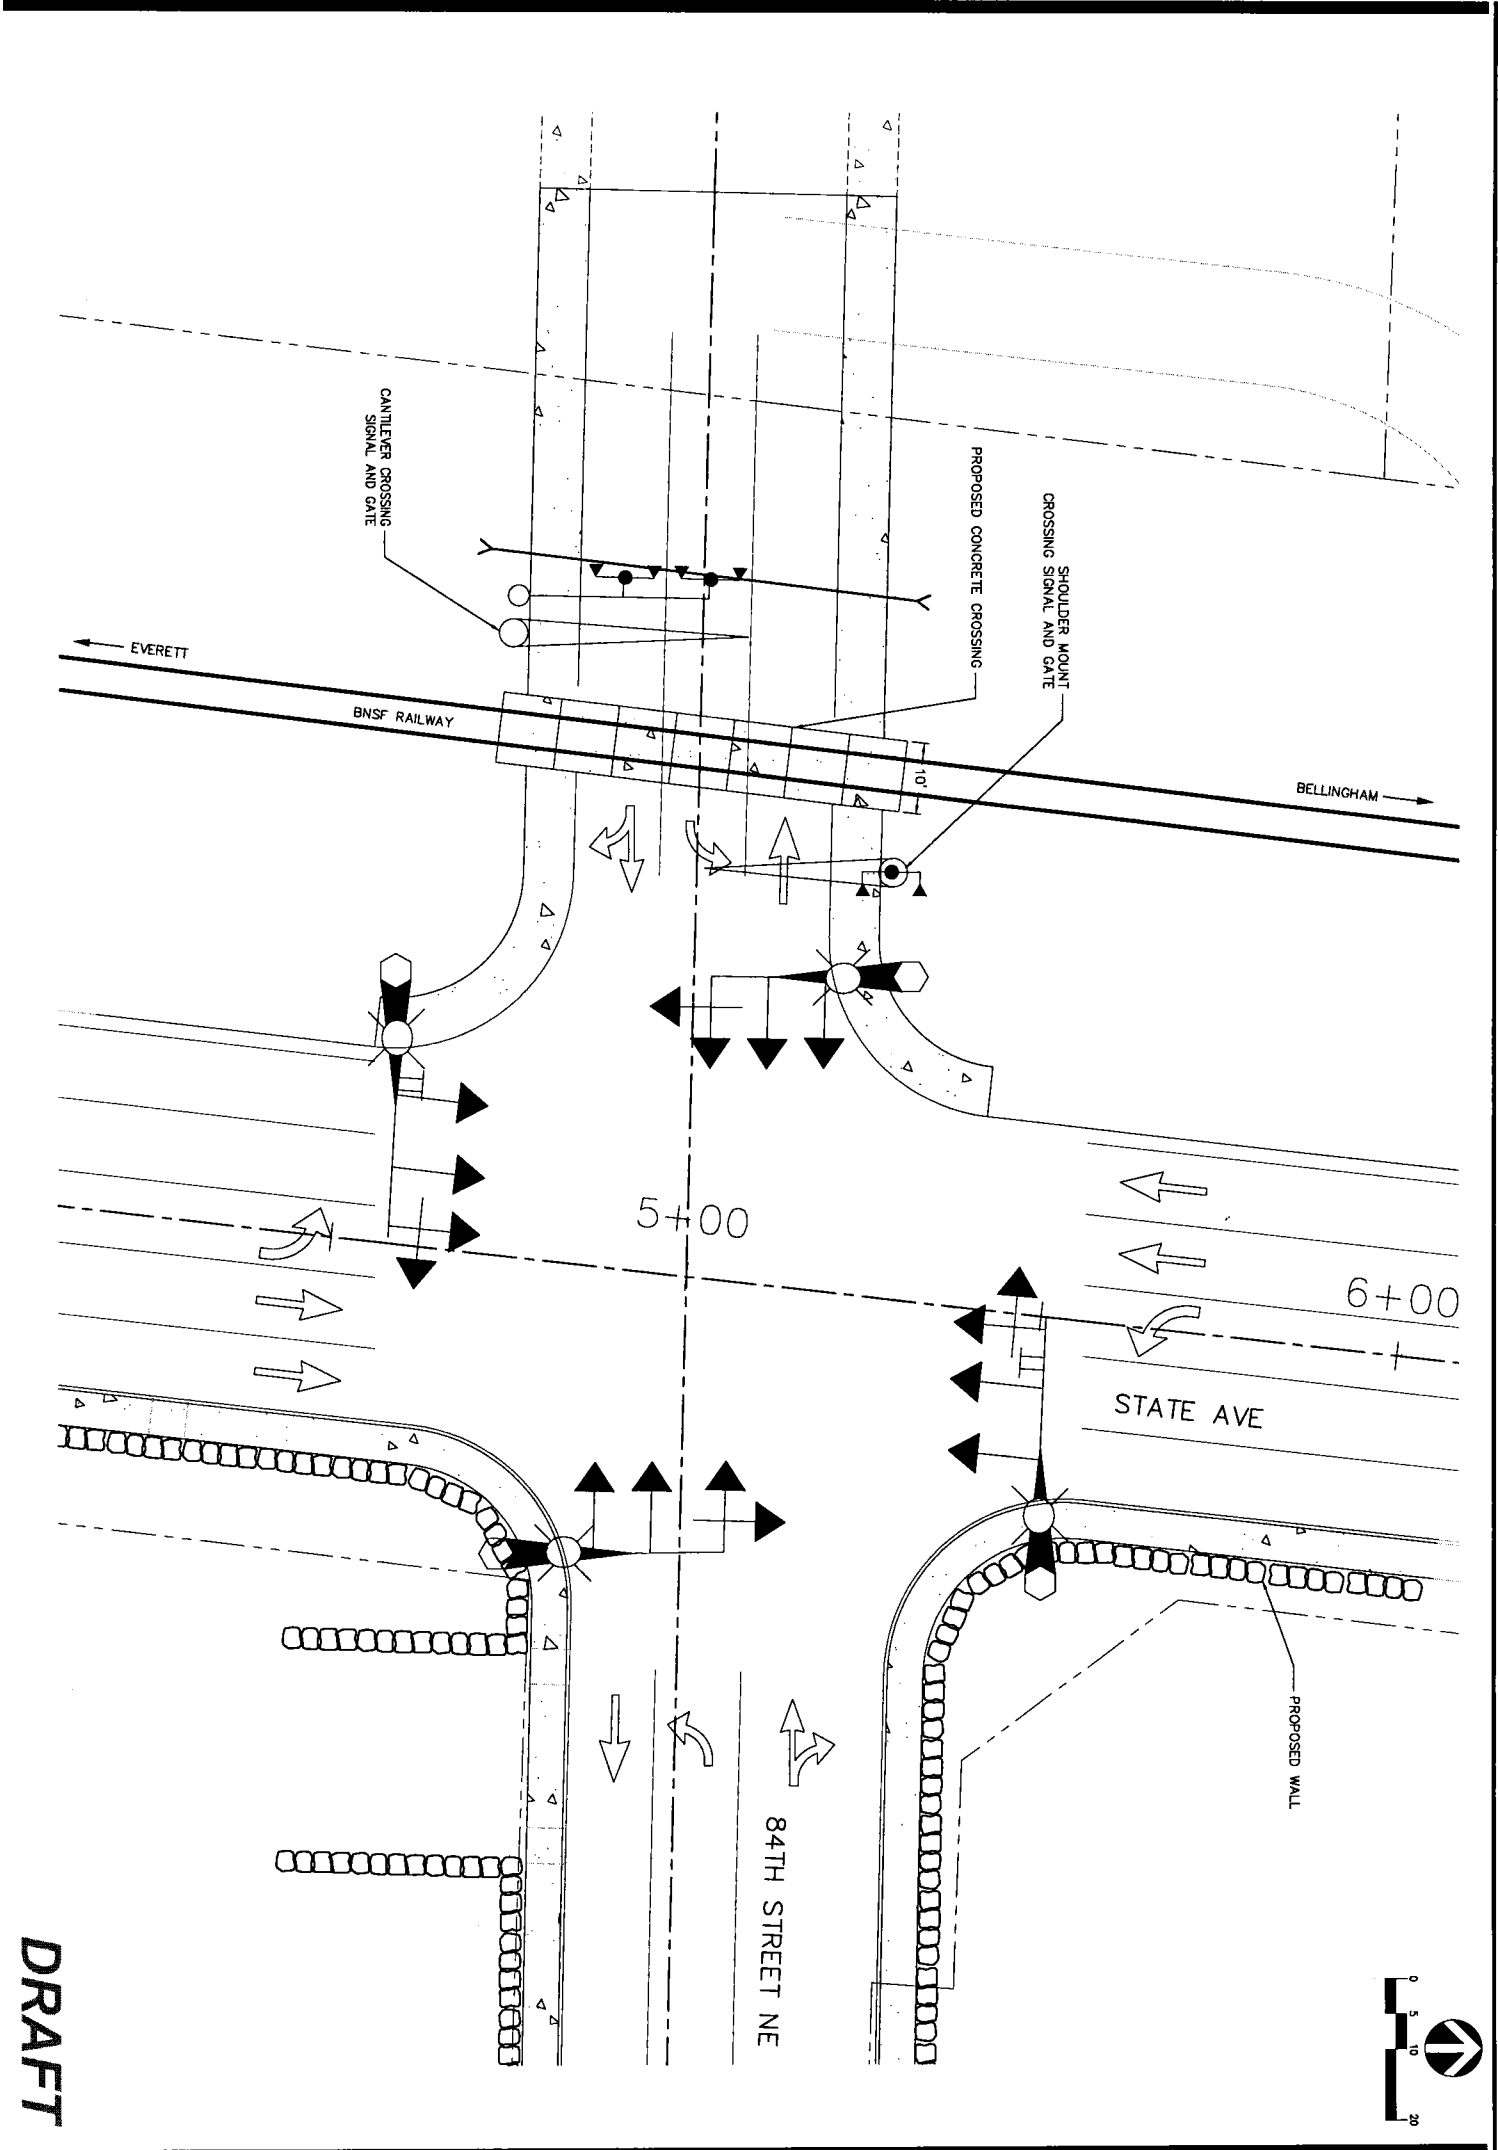 CANTILEVER CROSSING
SIGNAL AND GATE
PROPOSED CONCRETE CROSSING
SHOULDER MOUNT
CROSSING SIGNAL AND GATE
EVERETT
BNSF RAILWAY
10'
BELLINGHAM
5+00
6+00
STATE AVE
PROPOSED WALL
84TH STREET NE
0
5
10
20
DRAFT